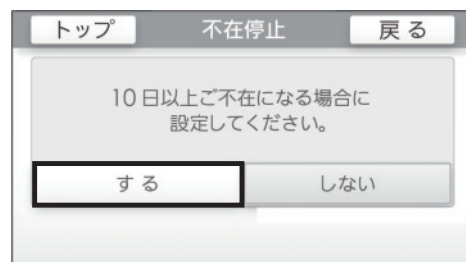 トップ 不在停止 戻る
10日以上ご不在になる場合に
設定してください。
する しない